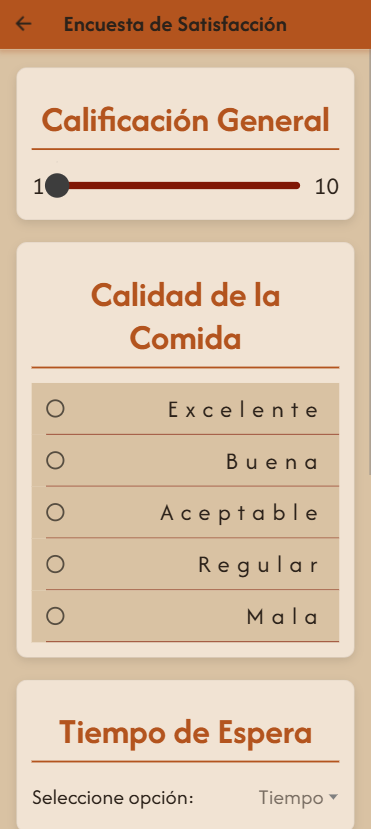 Encuesta de Satisfacción
Calificación General
1 10
Calidad de la
Comida
Excelente
Buena
Aceptable
Regular
Mala
Tiempo de Espera
Seleccione opción: Tiempo